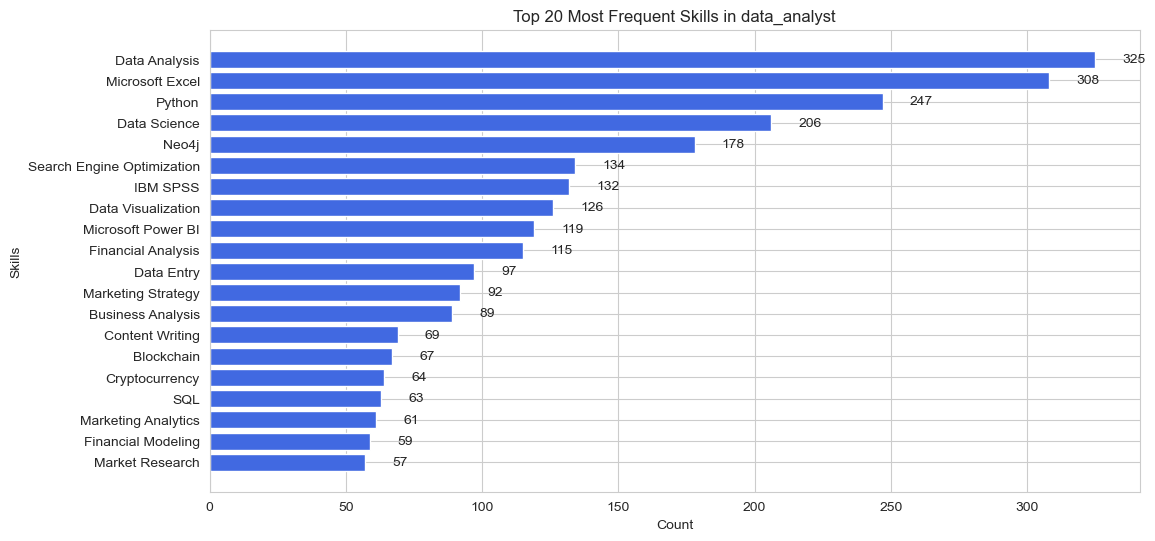 Top 20 Most Frequent Skills in data_analyst
Skills
Data Analysis 325
Microsoft Excel 308
Python 247
Data Science 206
Neo4j 178
Search Engine Optimization 134
IBM SPSS 132
Data Visualization 126
Microsoft Power BI 119
Financial Analysis 115
Data Entry 97
Marketing Strategy 92
Business Analysis 89
Content Writing 69
Blockchain 67
Cryptocurrency 64
SQL 63
Marketing Analytics 61
Financial Modeling 59
Market Research 57
0 50 100 150 200 250 300
Count